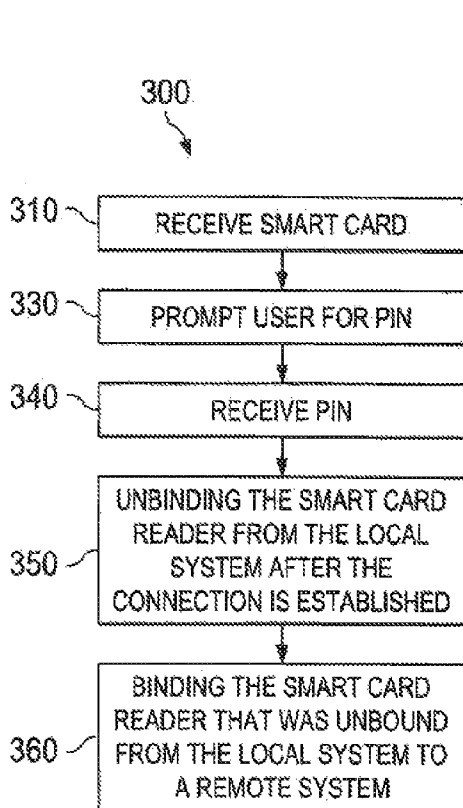 300
310
RECEIVE SMART CARD
330
PROMPT USER FOR PIN
340
RECEIVE PIN
350
UNBINDING THE SMART CARD
READER FROM THE LOCAL
SYSTEM AFTER THE
CONNECTION IS ESTABLISHED
360
BINDING THE SMART CARD
READER THAT WAS UNBOUND
FROM THE LOCAL SYSTEM TO
A REMOTE SYSTEM